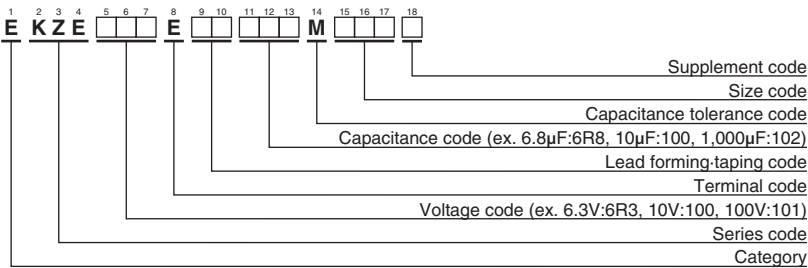 1 2 3 4 5 6 7 8 9 10 11 12 13 14 15 16 17 18
E KZE □□□ E □□ □□□ M □□□ □
Supplement code
Size code
Capacitance tolerance code
Capacitance code (ex. 6.8µF:6R8, 10µF:100, 1,000µF:102)
Lead forming·taping code
Terminal code
Voltage code (ex. 6.3V:6R3, 10V:100, 100V:101)
Series code
Category